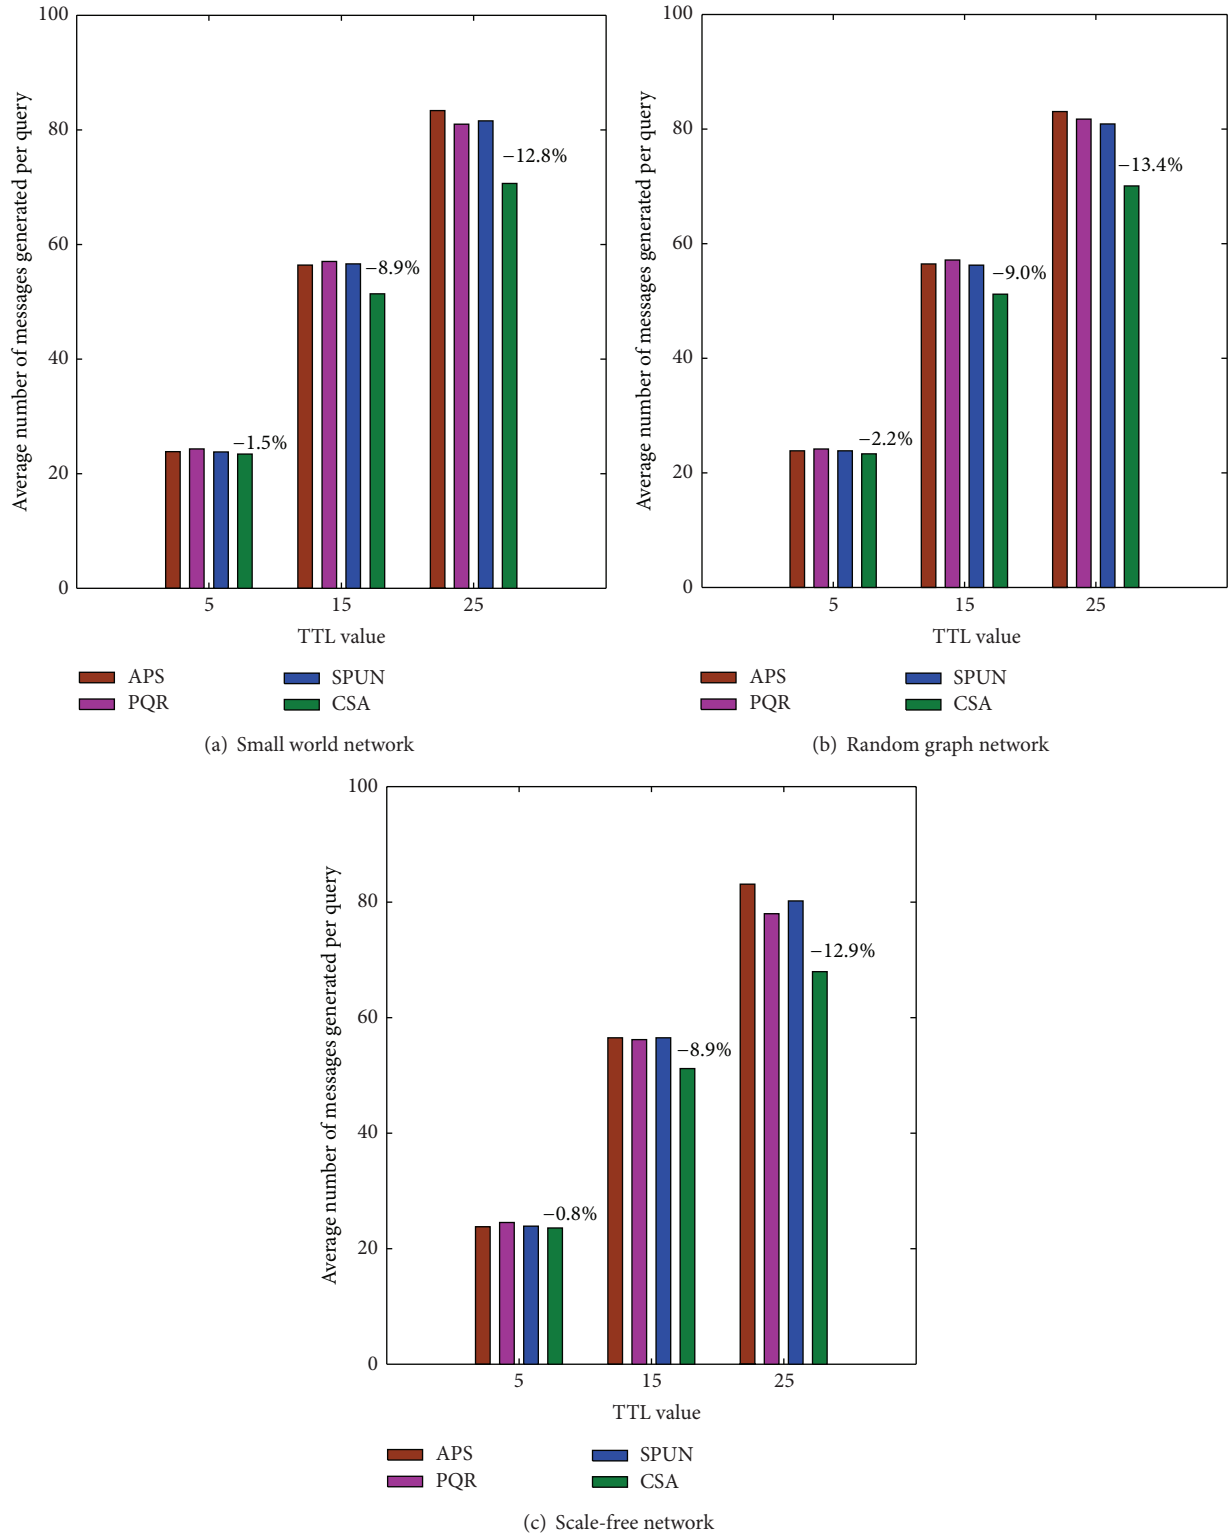 100
80
60
40
20
0
Average number of messages generated per query
−1.5%
−8.9%
−12.8%
5 15 25
TTL value
APS SPUN
PQR CSA
(a) Small world network
100
80
60
40
20
0
Average number of messages generated per query
−2.2%
−9.0%
−13.4%
5 15 25
TTL value
APS SPUN
PQR CSA
(b) Random graph network
100
80
60
40
20
0
Average number of messages generated per query
−0.8%
−8.9%
−12.9%
5 15 25
TTL value
APS SPUN
PQR CSA
(c) Scale-free network